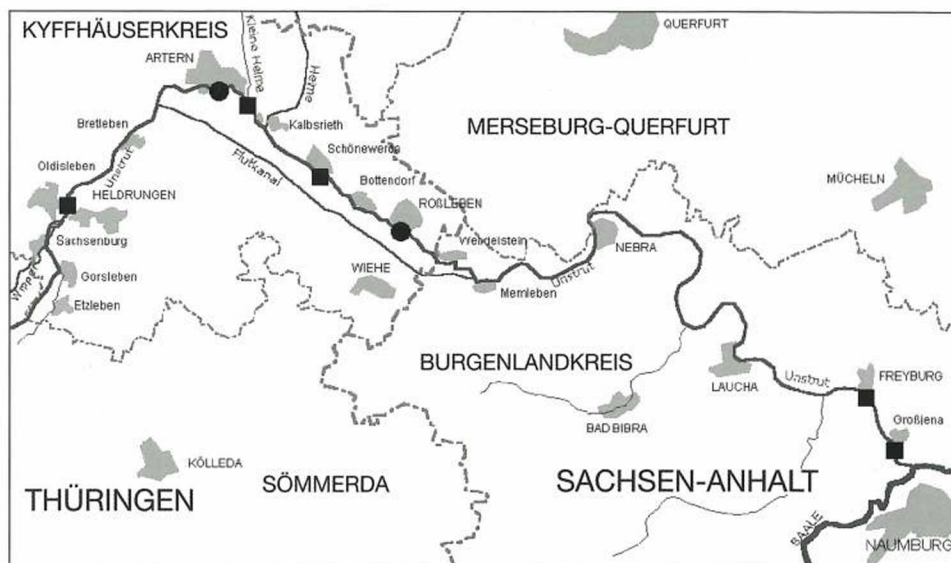 KYFFHÄUSERKREIS
QUERFURT
ARTERN
Kleine Helme
Helme
Kalbsrieth
MERSEBURG-QUERFURT
Bretleben
Schönewerda
Unstrut
Flutkanal
Oldisleben
HELDRUNGEN
Bottendorf
ROßLEBEN
MÜCHELN
Sachsenburg
Wendelstein
NEBRA
Gorsleben
WIEHE
Memleben
Unstrut
Etzleben
BURGENLANDKREIS
LAUCHA
Unstrut
FREYBURG
BAD BIBRA
Großjena
KÖLLEDA
SÖMMERDA
SACHSEN-ANHALT
THÜRINGEN
SAALE
NAUMBURG